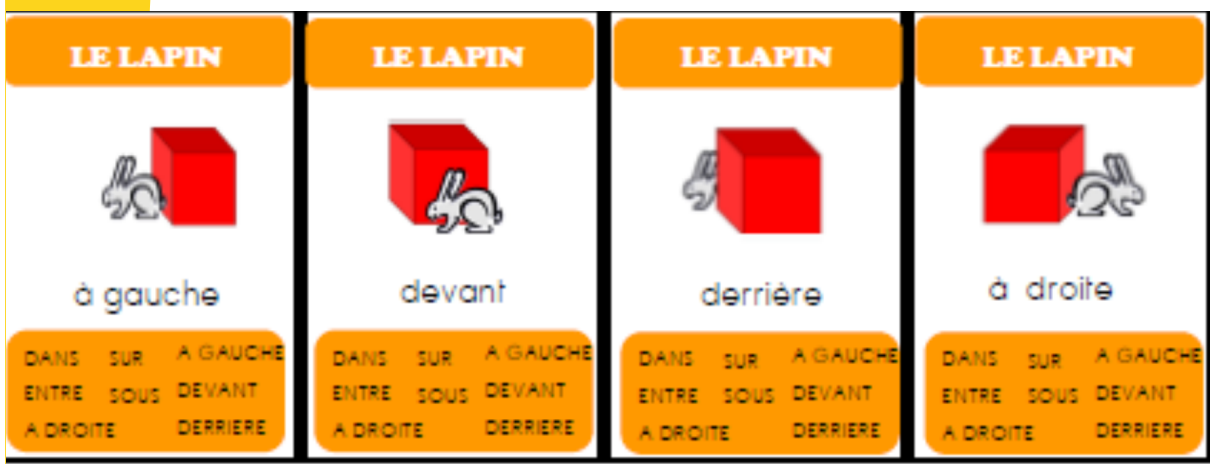 LE LAPIN
à gauche
DANS SUR A GAUCHE
ENTRE SOUS DEVANT
A DROITE DERRIERE
LE LAPIN
devant
DANS SUR A GAUCHE
ENTRE SOUS DEVANT
A DROITE DERRIERE
LE LAPIN
derrière
DANS SUR A GAUCHE
ENTRE SOUS DEVANT
A DROITE DERRIERE
LE LAPIN
à droite
DANS SUR A GAUCHE
ENTRE SOUS DEVANT
A DROITE DERRIERE